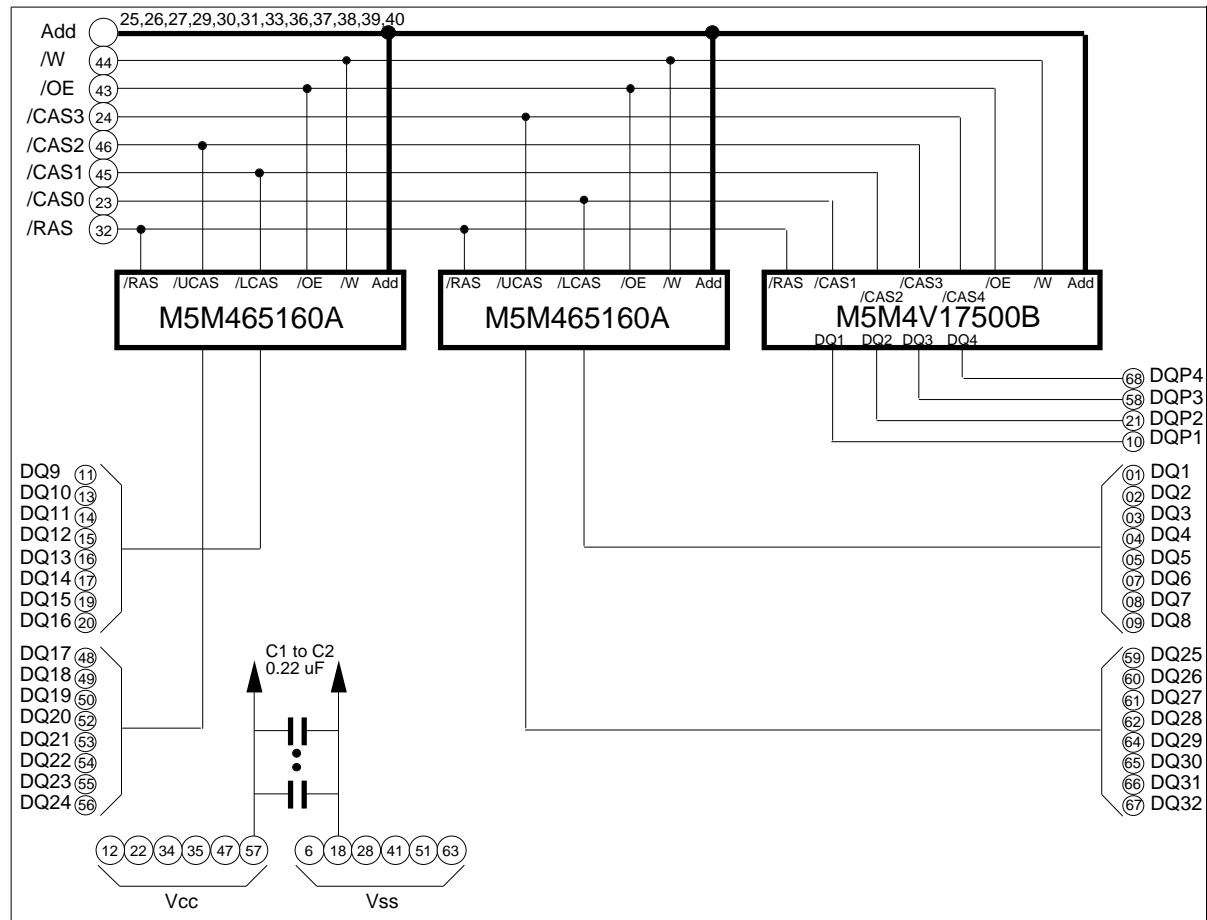 Add 25,26,27,29,30,31,33,36,37,38,39,40
/W 44
/OE 43
/CAS3 24
/CAS2 46
/CAS1 45
/CAS0 23
/RAS 32
/RAS /UCAS /LCAS /OE /W Add
M5M465160A
/RAS /UCAS /LCAS /OE /W Add
M5M465160A
/RAS /CAS1 /CAS3 /OE /W Add
/CAS2 /CAS4
M5M4V17500B
DQ1 DQ2 DQ3 DQ4
68 DQP4
58 DQP3
21 DQP2
10 DQP1
DQ9 11
DQ10 13
DQ11 14
DQ12 15
DQ13 16
DQ14 17
DQ15 19
DQ16 20
01 DQ1
02 DQ2
03 DQ3
04 DQ4
05 DQ5
07 DQ6
08 DQ7
09 DQ8
DQ17 48
DQ18 49
DQ19 50
DQ20 52
DQ21 53
DQ22 54
DQ23 55
DQ24 56
C1 to C2
0.22 uF
59 DQ25
60 DQ26
61 DQ27
62 DQ28
64 DQ29
65 DQ30
66 DQ31
67 DQ32
12 22 34 35 47 57
Vcc
6 18 28 41 51 63
Vss